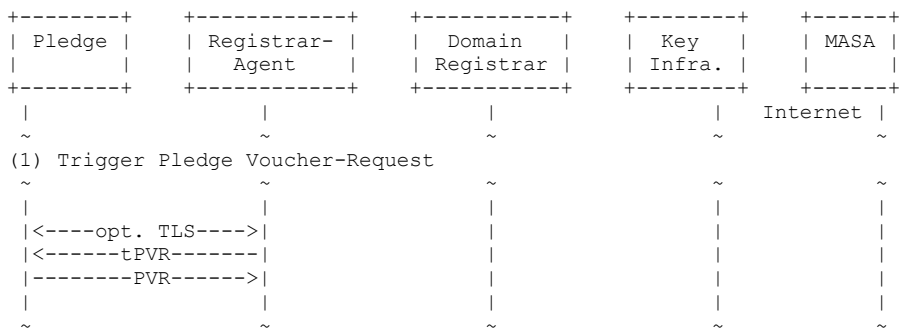 +--------+    +------------+    +-----------+    +--------+    +------+
| Pledge |    | Registrar- |    |  Domain   |    |  Key   |    | MASA |
|        |    |   Agent    |    | Registrar |    | Infra. |    |      |
+--------+    +------------+    +-----------+    +--------+    +------+
 |                   |                  |                  |   Internet |
 ~                   ~                  ~                  ~            ~
(1) Trigger Pledge Voucher-Request
 ~                   ~                  ~                  ~            ~
 |                   |                  |                  |            |
 |<----opt. TLS---->|                  |                  |            |
 |<------tPVR-------|                  |                  |            |
 |--------PVR------>|                  |                  |            |
 |                   |                  |                  |            |
 ~                   ~                  ~                  ~            ~